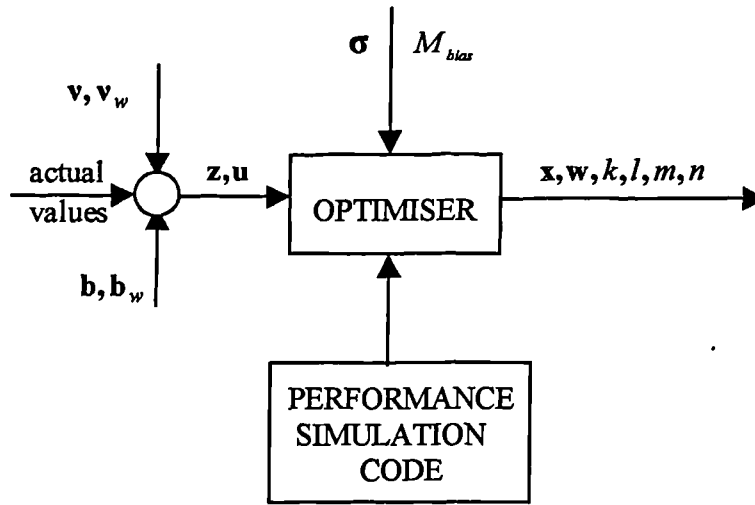 σ M_bias
v, v_w
actual
values
z,u
OPTIMISER
x, w, k, l, m, n
b, b_w
PERFORMANCE
SIMULATION
CODE